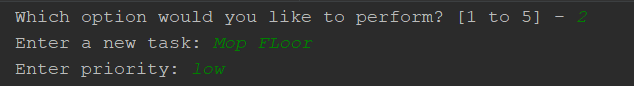 Which option would you like to perform? [1 to 5] - 2
Enter a new task: Mop FLoor
Enter priority: low